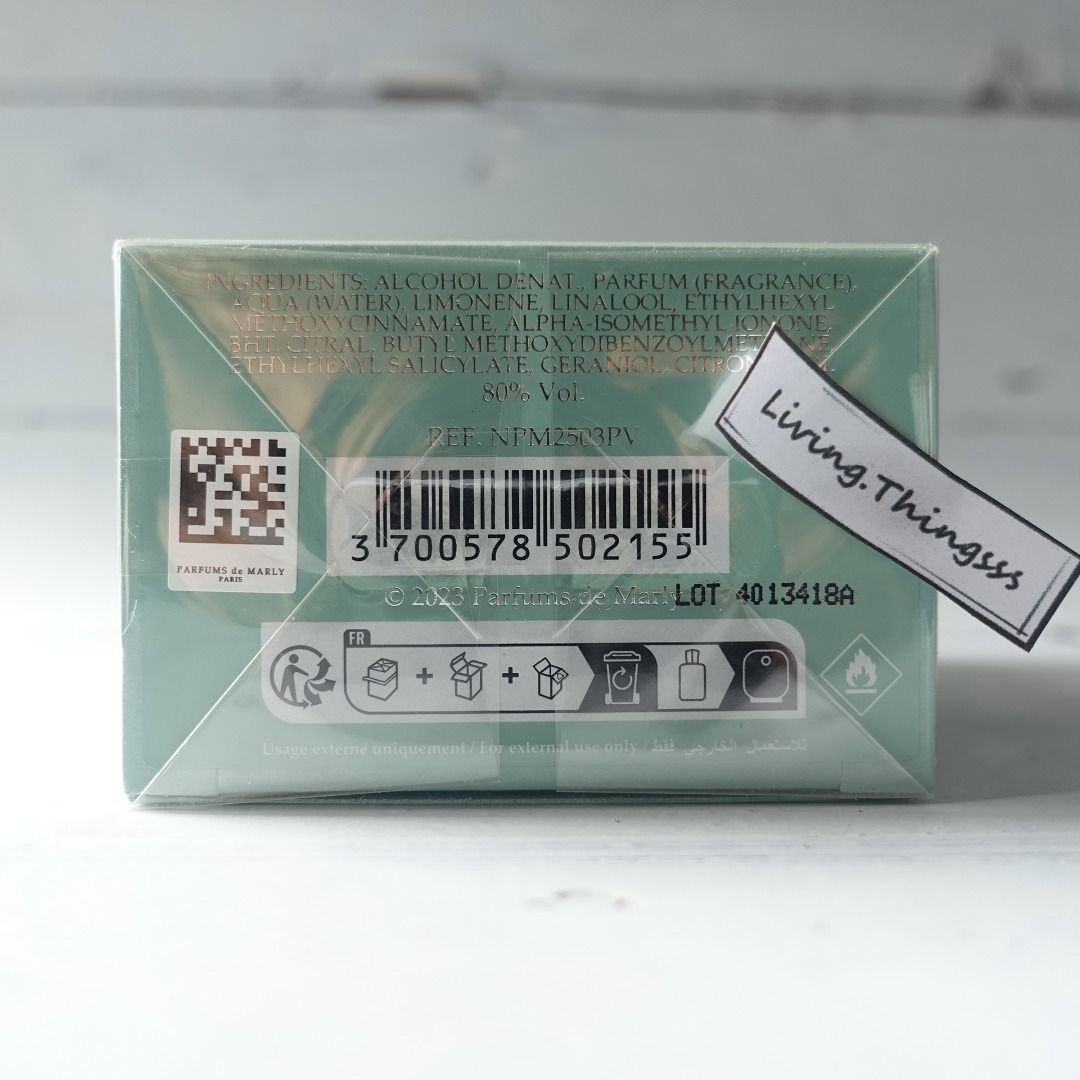 INGREDIENTS: ALCOHOL DENAT., PARFUM (FRAGRANCE),
AQUA (WATER), LIMONENE, LINALOOL, ETHYLHEXYL
METHOXYCINNAMATE, ALPHA-ISOMETHYL IONONE,
BHT, CITRAL, BUTYL
ETHYLHEXYL SALICYLATE, GERANIOL,
80% Vol.
REF. NPM2503PV
PARFUMS de MARLY
PARIS
3 700578 502155
© 2023 Parfums de Marly
LOT 4013418A
Living.Thingsss
FR
Usage externe uniquement / For external use only / للاستعمال الخارجي فقط